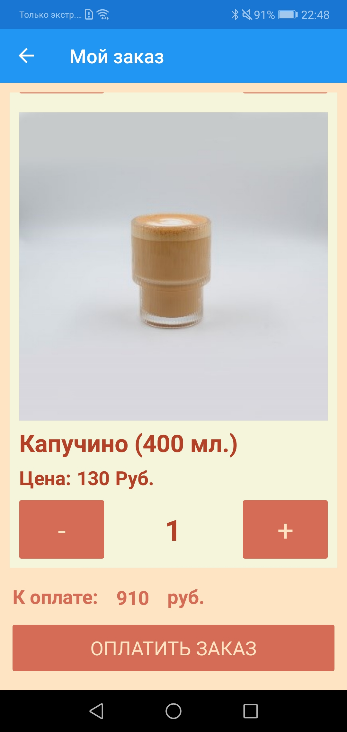 Только экстр... 91% 22:48
Мой заказ
Капучино (400 мл.)
Цена: 130 Руб.
- 1 +
К оплате: 910 руб.
ОПЛАТИТЬ ЗАКАЗ